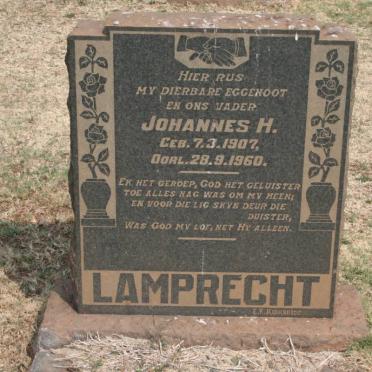 HIER RUS
MY DIERBARE EGGENOOT
EN ONS VADER
JOHANNES H.
GEB. 7.3.1907,
OORL. 28.9.1960.
EK HET GEROEP, GOD HET GELUISTER
TOE ALLES NAG WAS OM MY HEEN;
EN VOOR DIE LIG SKYN DEUR DIE
DUISTER,
WAS GOD MY LOF, NET HY ALLEEN.
LAMPRECHT